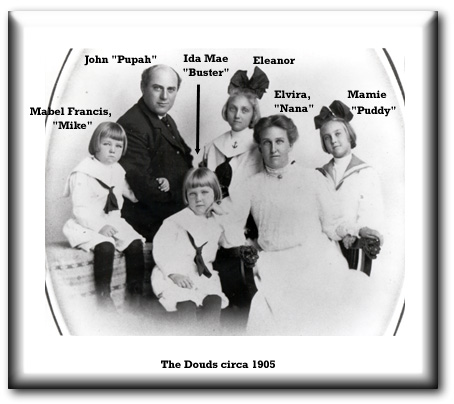 John "Pupah"
Ida Mae
"Buster"
Eleanor
Elvira,
"Nana"
Mamie
"Puddy"
Mabel Francis,
"Mike"
The Douds circa 1905